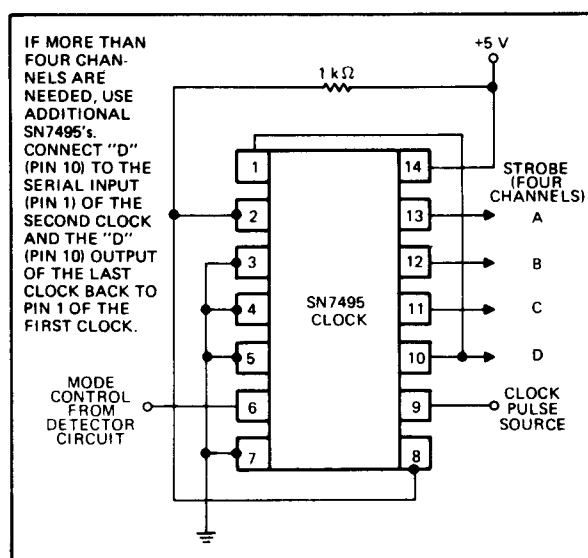 IF MORE THAN
FOUR CHAN-
NELS ARE
NEEDED, USE
ADDITIONAL
SN7495's.
CONNECT "D"
(PIN 10) TO THE
SERIAL INPUT
(PIN 1) OF THE
SECOND CLOCK
AND THE "D"
(PIN 10) OUTPUT
OF THE LAST
CLOCK BACK TO
PIN 1 OF THE
FIRST CLOCK.
+5 V
1 kΩ
1
14
STROBE
(FOUR
CHANNELS)
2
13
A
3
12
B
SN7495
CLOCK
4
11
C
5
10
D
MODE
CONTROL
FROM
DETECTOR
CIRCUIT
6
9
CLOCK
PULSE
SOURCE
7
8